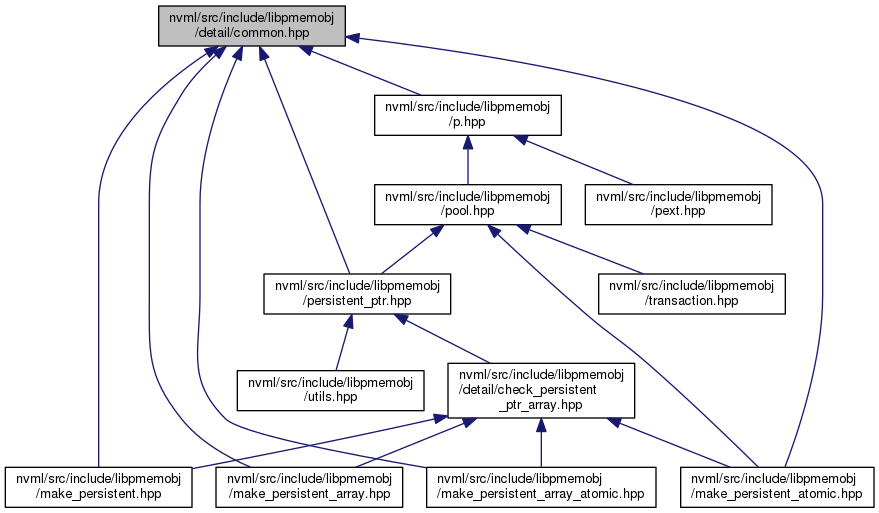 nvml/src/include/libpmemobj
/detail/common.hpp
nvml/src/include/libpmemobj
/p.hpp
nvml/src/include/libpmemobj
/pool.hpp
nvml/src/include/libpmemobj
/pext.hpp
nvml/src/include/libpmemobj
/persistent_ptr.hpp
nvml/src/include/libpmemobj
/transaction.hpp
nvml/src/include/libpmemobj
/utils.hpp
nvml/src/include/libpmemobj
/detail/check_persistent
_ptr_array.hpp
nvml/src/include/libpmemobj
/make_persistent.hpp
nvml/src/include/libpmemobj
/make_persistent_array.hpp
nvml/src/include/libpmemobj
/make_persistent_array_atomic.hpp
nvml/src/include/libpmemobj
/make_persistent_atomic.hpp